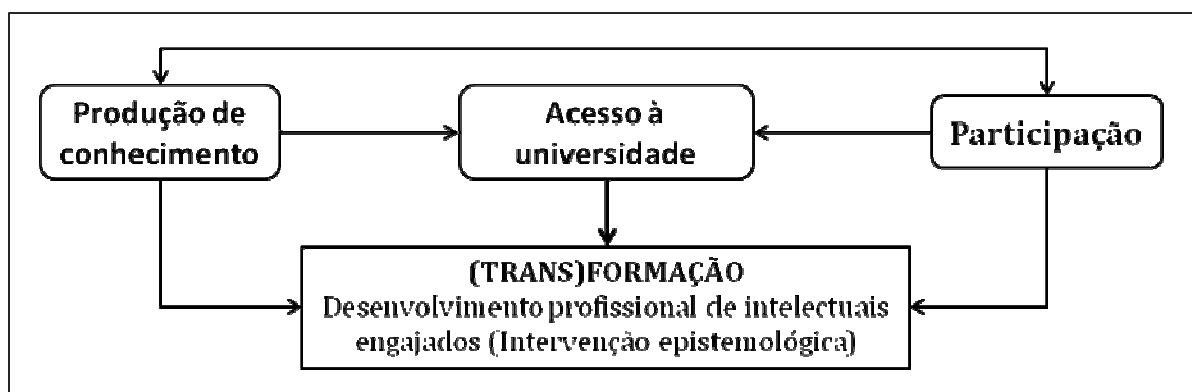 Produção de
conhecimento
Acesso à
universidade
Participação
(TRANS)FORMAÇÃO
Desenvolvimento profissional de intelectuais
engajados (Intervenção epistemológica)